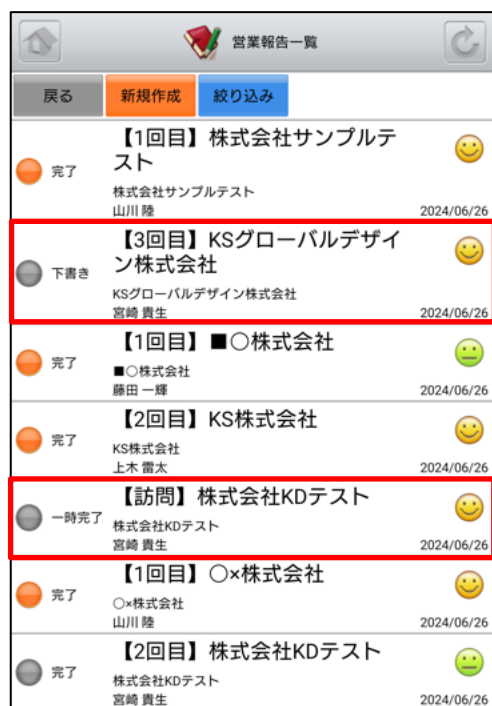 営業報告一覧
戻る 新規作成 絞り込み
【1回目】株式会社サンプルテ
スト
完了
株式会社サンプルテスト
山川 陸 2024/06/26
【3回目】KSグローバルデザイ
ン株式会社
下書き
KSグローバルデザイン株式会社
宮崎 貴生 2024/06/26
【1回目】■○株式会社
完了
■○株式会社
藤田 一輝 2024/06/26
【2回目】KS株式会社
完了
KS株式会社
上木 雷太 2024/06/26
【訪問】株式会社KDテスト
一時完了
株式会社KDテスト
宮崎 貴生 2024/06/26
【1回目】○×株式会社
完了
○×株式会社
山川 陸 2024/06/26
【2回目】株式会社KDテスト
完了
株式会社KDテスト
宮崎 貴生 2024/06/26